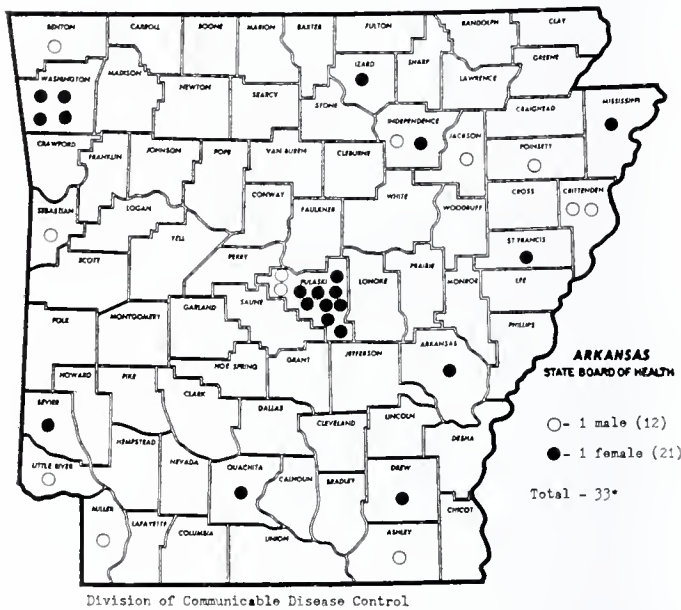 BENTON
CARROLL
BOONE
MARION
BAXTER
FULTON
RANDOLPH
CLAY
WASHINGTON
MADISON
NEWTON
SEARCY
STONE
IZARD
SHARP
LAWRENCE
GREENE
INDEPENDENCE
JACKSON
CRAIGHEAD
MISSISSIPPI
POINSETT
CRAWFORD
FRANKLIN
JOHNSON
POPE
VAN BUREN
CLEBURNE
CONWAY
FAULKNER
WHITE
WOODRUFF
CROSS
CRITTENDEN
SEBASTIAN
LOGAN
YELL
PERRY
ST FRANCIS
SCOTT
PULASKI
SALINE
LONOKE
PRAIRIE
MONROE
LEE
PHILLIPS
POLK
MONTGOMERY
GARLAND
HOT SPRING
GRANT
JEFFERSON
ARKANSAS
HOWARD
PIKE
CLARK
DALLAS
CLEVELAND
LINCOLN
DESHA
SEVIER
HEMPSTEAD
NEVADA
OUACHITA
CALHOUN
BRADLEY
DREW
CHICOT
LITTLE RIVER
MILLER
LAFAYETTE
COLUMBIA
UNION
ASHLEY
ARKANSAS
STATE BOARD OF HEALTH
○- 1 male (12)
●- 1 female (21)
Total - 33*
Division of Communicable Disease Control